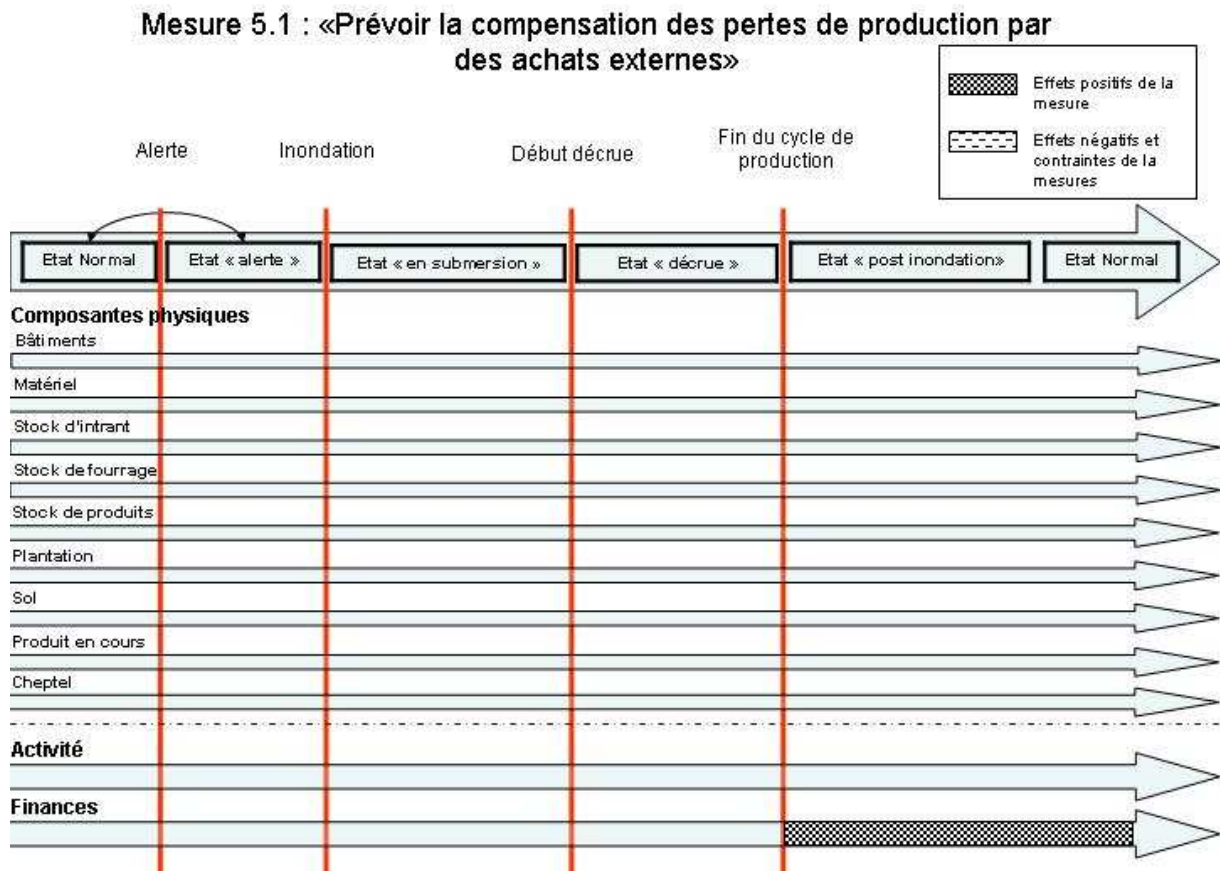 Mesure 5.1 : «Prévoir la compensation des pertes de production par
des achats externes»
Effets positifs de la
mesure
Effets négatifs et
contraintes de la
mesures
Alerte
Inondation
Début décrue
Fin du cycle de
production
Etat Normal
Etat « alerte »
Etat « en submersion »
Etat « décrue »
Etat « post inondation»
Etat Normal
Composantes physiques
Bâtiments
Matériel
Stock d'intrant
Stock de fourrage
Stock de produits
Plantation
Sol
Produit en cours
Cheptel
Activité
Finances